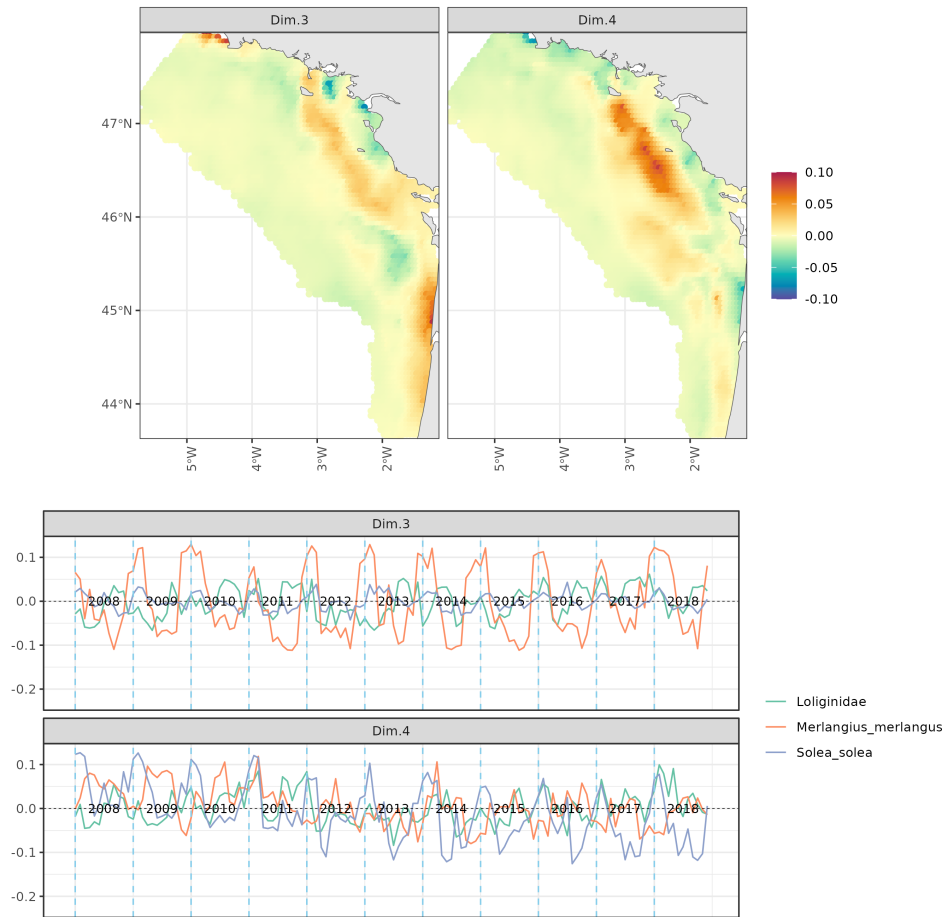 Dim.3 Dim.4
47°N
46°N
45°N
44°N
5°W 4°W 3°W 2°W 5°W 4°W 3°W 2°W
0.10
0.05
0.00
-0.05
-0.10
Dim.3
0.1
0.0
-0.1
-0.2
2008 2009 2010 2011 2012 2013 2014 2015 2016 2017 2018
Dim.4
0.1
0.0
-0.1
-0.2
2008 2009 2010 2011 2012 2013 2014 2015 2016 2017 2018
Loliginidae
Merlangius_merlangus
Solea_solea